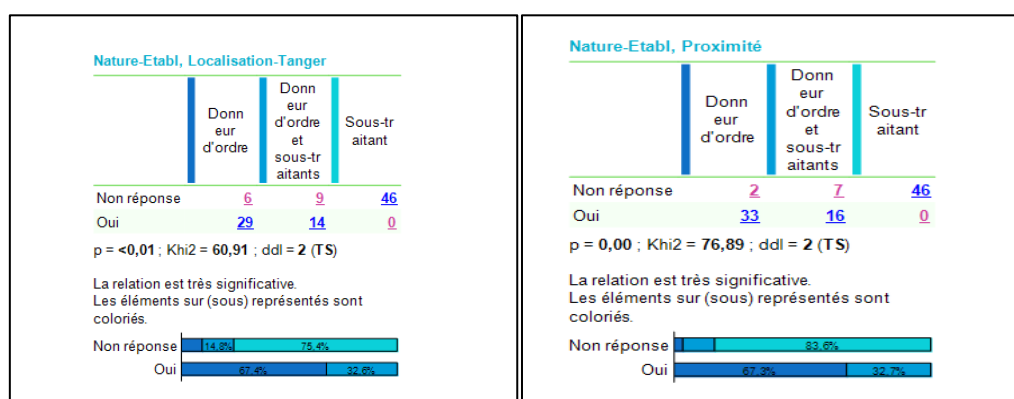 Nature-Etabl, Localisation-Tanger
Donn
eur
d'ordre
Donn
eur
d'ordre
et
sous-tr
aitants
Sous-tr
aitant
Non réponse 6 9 46
Oui 29 14 0
p = <0,01 ; Khi2 = 60,91 ; ddl = 2 (TS)
La relation est très significative.
Les éléments sur (sous) représentés sont
coloriés.
Non réponse 14,8% 75,4%
Oui 67,4% 32,6%
Nature-Etabl, Proximité
Donn
eur
d'ordre
Donn
eur
d'ordre
et
sous-tr
aitants
Sous-tr
aitant
Non réponse 2 7 46
Oui 33 16 0
p = 0,00 ; Khi2 = 76,89 ; ddl = 2 (TS)
La relation est très significative.
Les éléments sur (sous) représentés sont
coloriés.
Non réponse 83,6%
Oui 67,3% 32,7%